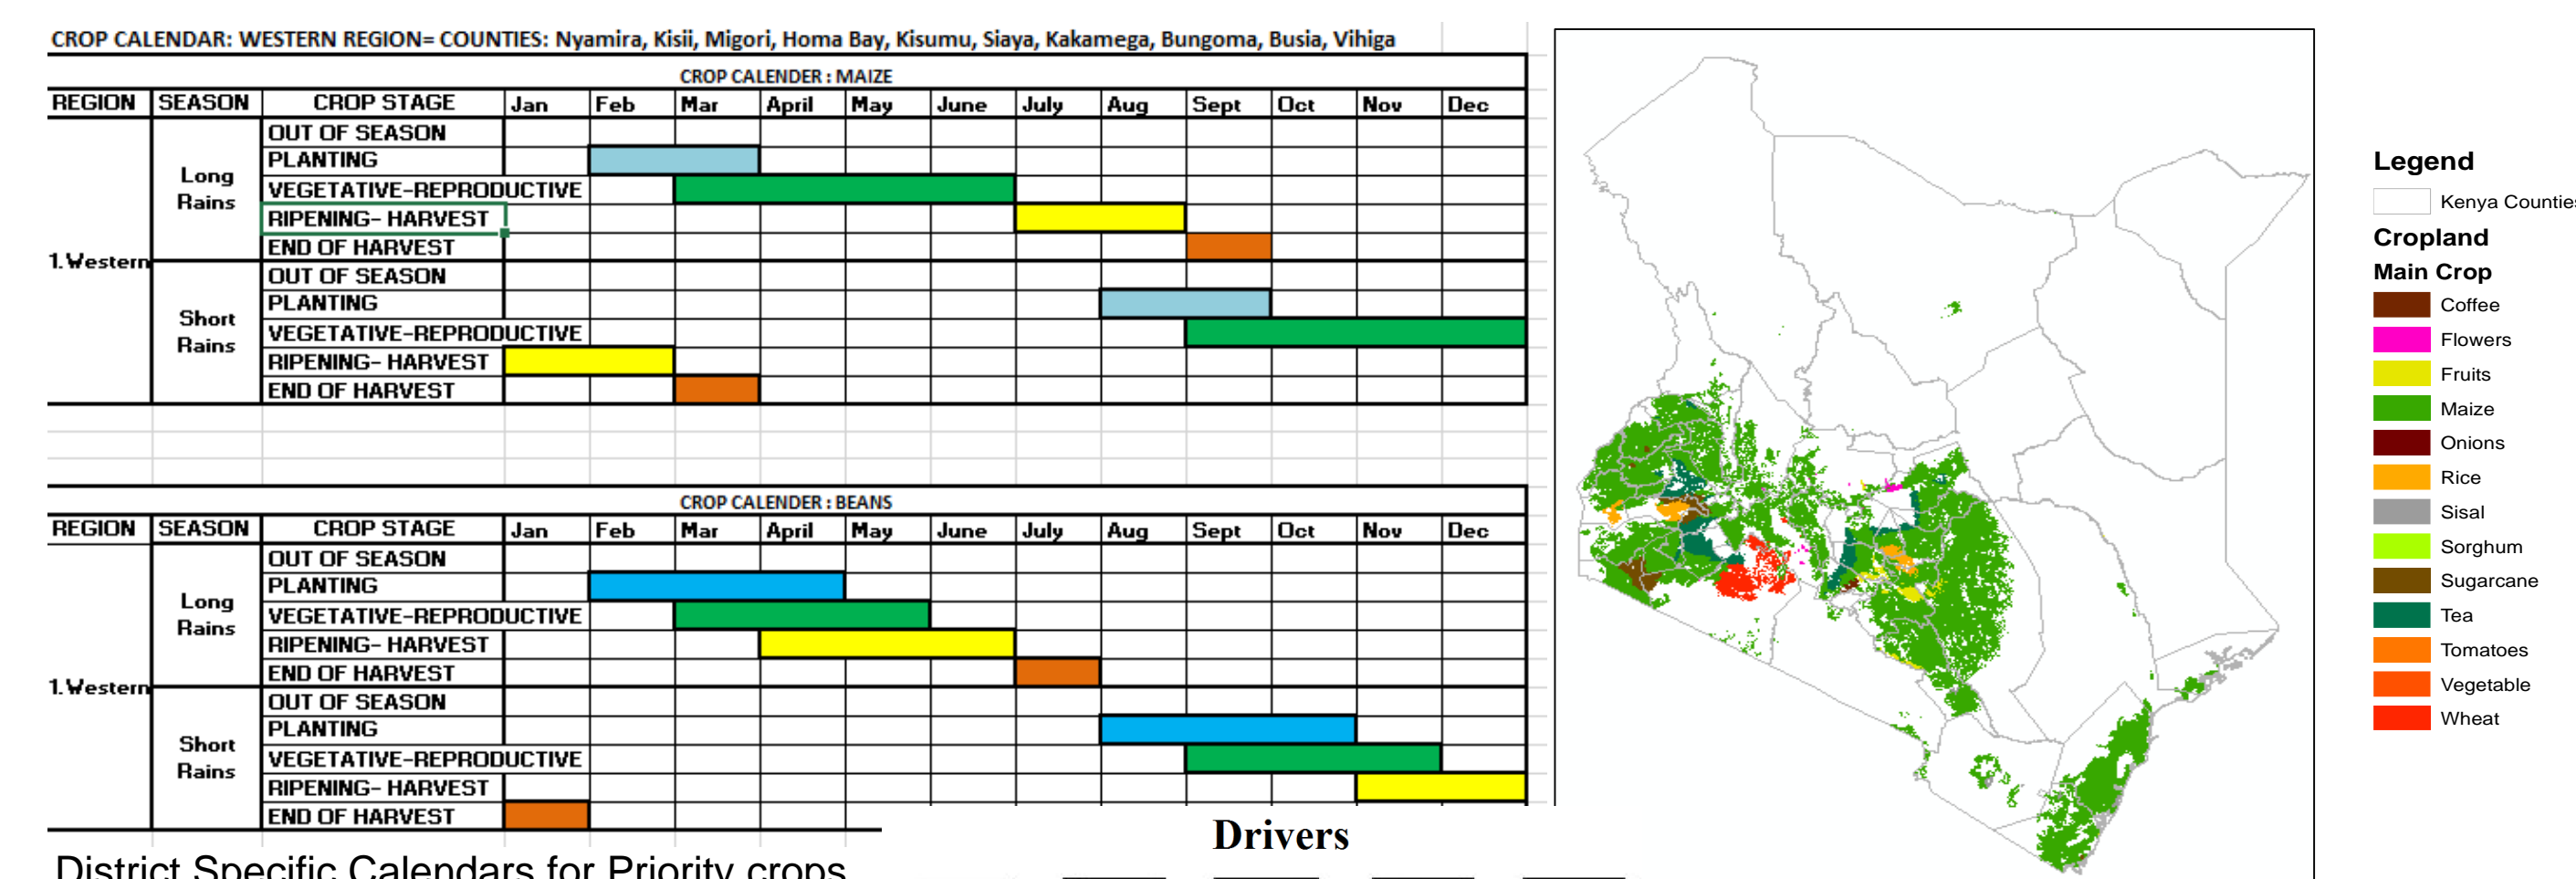 CROP CALENDAR: WESTERN REGION= COUNTIES: Nyamira, Kisii, Migori, Homa Bay, Kisumu, Siaya, Kakamega, Bungoma, Busia, Vihiga
CROP CALENDER : MAIZE
REGION SEASON CROP STAGE Jan Feb Mar April May June July Aug Sept Oct Nov Dec
1.Western
Long Rains
OUT OF SEASON
PLANTING
VEGETATIVE-REPRODUCTIVE
RIPENING- HARVEST
END OF HARVEST
Short Rains
OUT OF SEASON
PLANTING
VEGETATIVE-REPRODUCTIVE
RIPENING- HARVEST
END OF HARVEST
CROP CALENDER : BEANS
REGION SEASON CROP STAGE Jan Feb Mar April May June July Aug Sept Oct Nov Dec
1.Western
Long Rains
OUT OF SEASON
PLANTING
VEGETATIVE-REPRODUCTIVE
RIPENING- HARVEST
END OF HARVEST
Short Rains
OUT OF SEASON
PLANTING
VEGETATIVE-REPRODUCTIVE
RIPENING- HARVEST
END OF HARVEST
District Specific Calendars for Priority crops
Drivers
Legend
Kenya Counties
Cropland
Main Crop
Coffee
Flowers
Fruits
Maize
Onions
Rice
Sisal
Sorghum
Sugarcane
Tea
Tomatoes
Vegetable
Wheat